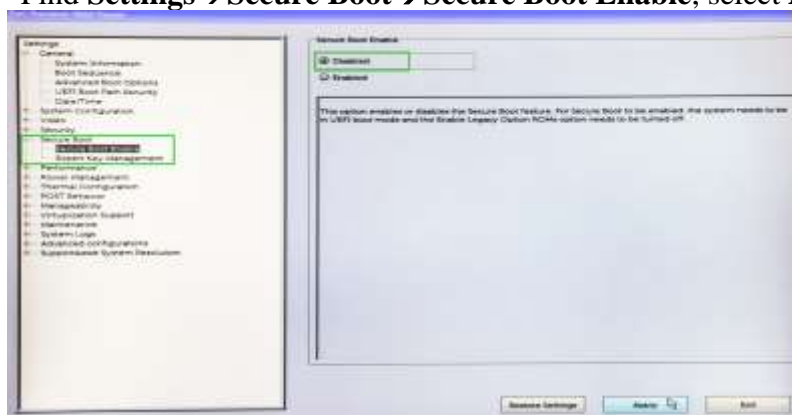 Find Settings→Secure Boot→Secure Boot Enable, select
Settings
General
System Information
Boot Sequence
Advanced Boot Options
UEFI Boot Path Security
Date/Time
System Configuration
Video
Security
Secure Boot
Secure Boot Enable
Expert Key Management
Performance
Power Management
Thermal Configuration
POST Behavior
Manageability
Virtualization Support
Maintenance
System Logs
Advanced configurations
SupportAssist System Resolution
Secure Boot Enable
Disabled
Enabled
This option enables or disables the Secure Boot feature. For Secure Boot to be enabled, the system needs to be
in UEFI boot mode and the Enable Legacy Option ROMs option needs to be turned off.
Restore Settings
Apply
Exit